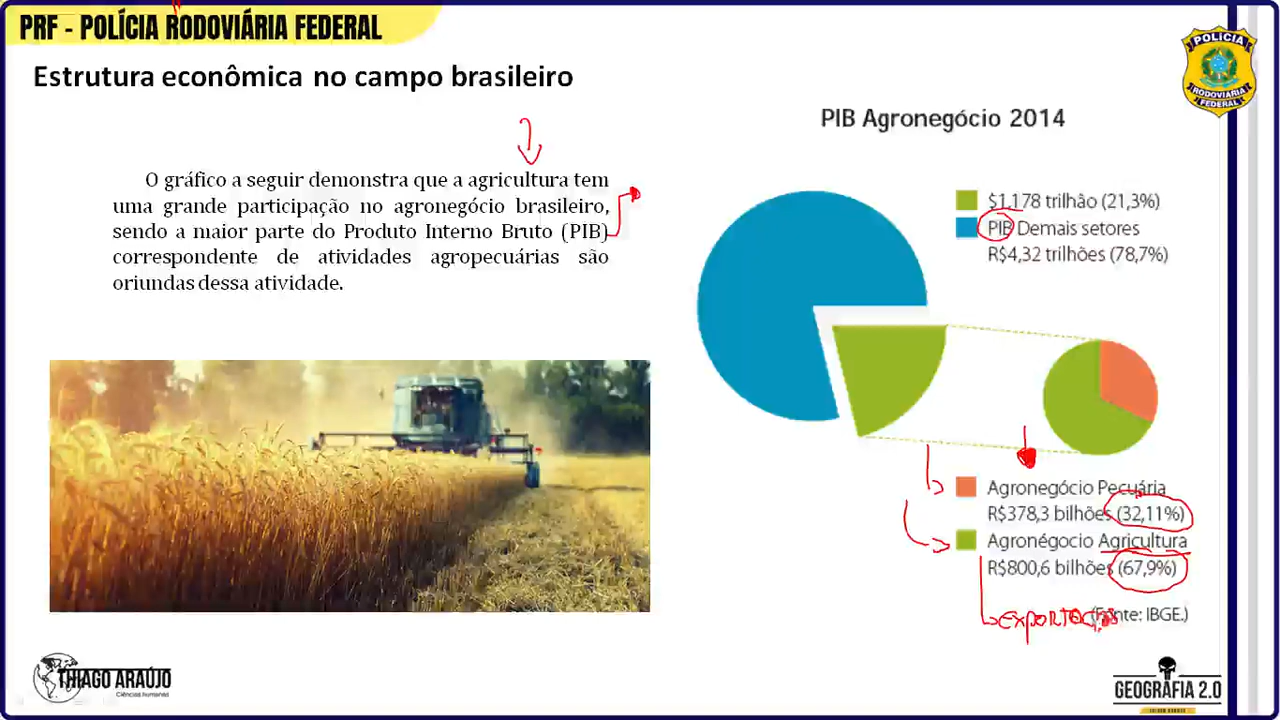 PRF - POLÍCIA RODOVIÁRIA FEDERAL
Estrutura econômica no campo brasileiro
POLÍCIA
RODOVIÁRIA
FEDERAL
PIB Agronegócio 2014
O gráfico a seguir demonstra que a agricultura tem
uma grande participação no agronegócio brasileiro,
sendo a maior parte do Produto Interno Bruto (PIB)
correspondente de atividades agropecuárias são
oriundas dessa atividade.
$1,178 trilhão (21,3%)
PIB Demais setores
R$4,32 trilhões (78,7%)
Agronegócio Pecuária
R$378,3 bilhões (32,11%)
Agronégocio Agricultura
R$800,6 bilhões (67,9%)
(Fonte: IBGE.)
THIAGO ARAÚJO
Ciências humanas
GEOGRAFIA 2.0